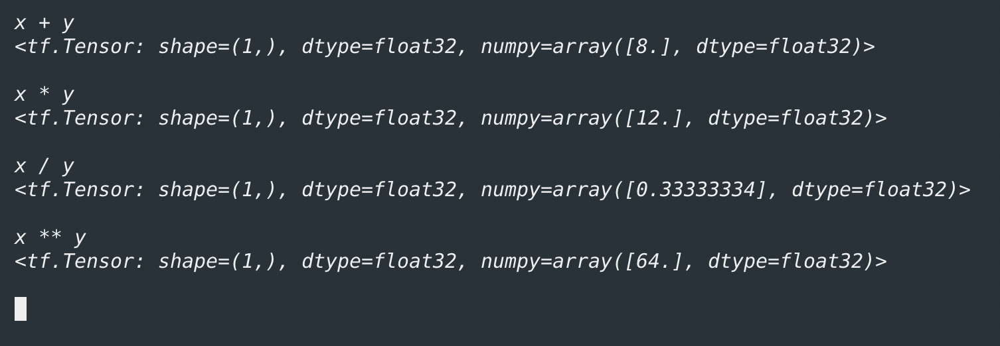 x + y
<tf.Tensor: shape=(1,), dtype=float32, numpy=array([8.], dtype=float32)>
x * y
<tf.Tensor: shape=(1,), dtype=float32, numpy=array([12.], dtype=float32)>
x / y
<tf.Tensor: shape=(1,), dtype=float32, numpy=array([0.33333334], dtype=float32)>
x ** y
<tf.Tensor: shape=(1,), dtype=float32, numpy=array([64.], dtype=float32)>